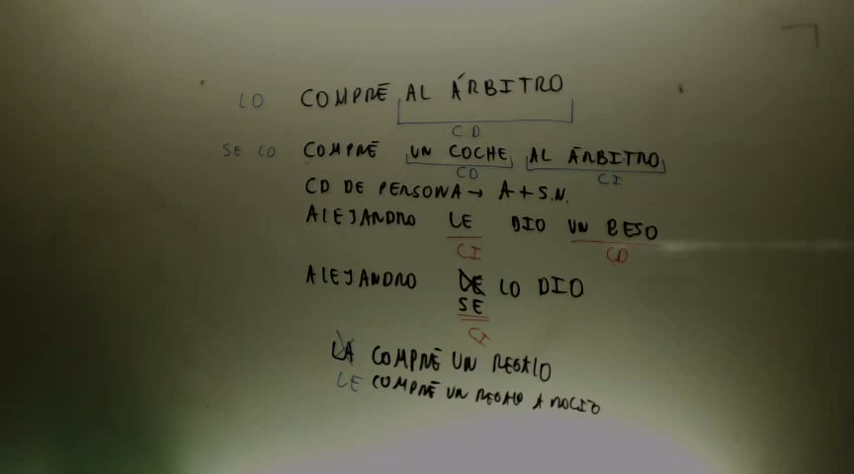 LO COMPRÉ AL ÁRBITRO
CD
SE LO COMPRÉ UN COCHE AL ÁRBITRO
CD CI
CD DE PERSONA → A + S.N.
ALEJANDRO LE DIO UN BESO
CI CD
ALEJANDRO LO DIO
SE
CI
LA COMPRÉ UN REGALO
LE COMPRÉ UN REGALO A